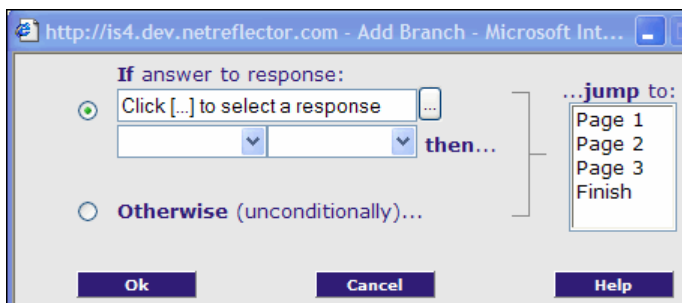 http://is4.dev.netreflector.com - Add Branch - Microsoft Int...
If answer to response:
Click [...] to select a response
...
then...
Otherwise (unconditionally)...
...jump to:
Page 1
Page 2
Page 3
Finish
Ok
Cancel
Help